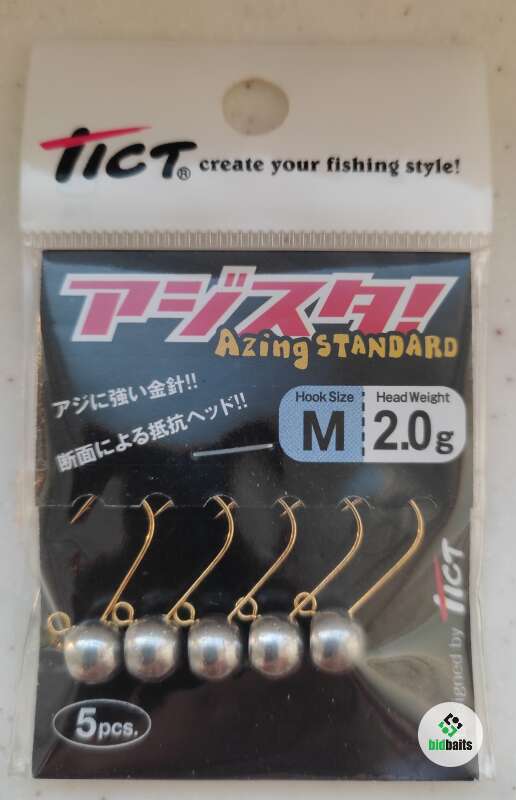 TICT® create your fishing style!
アジスタ!
Azing STANDARD
アジに強い金針!!
断面による抵抗ヘッド!!
Hook Size
M
Head Weight
2.0g
TICT
signed by
5pcs.
bidbaits